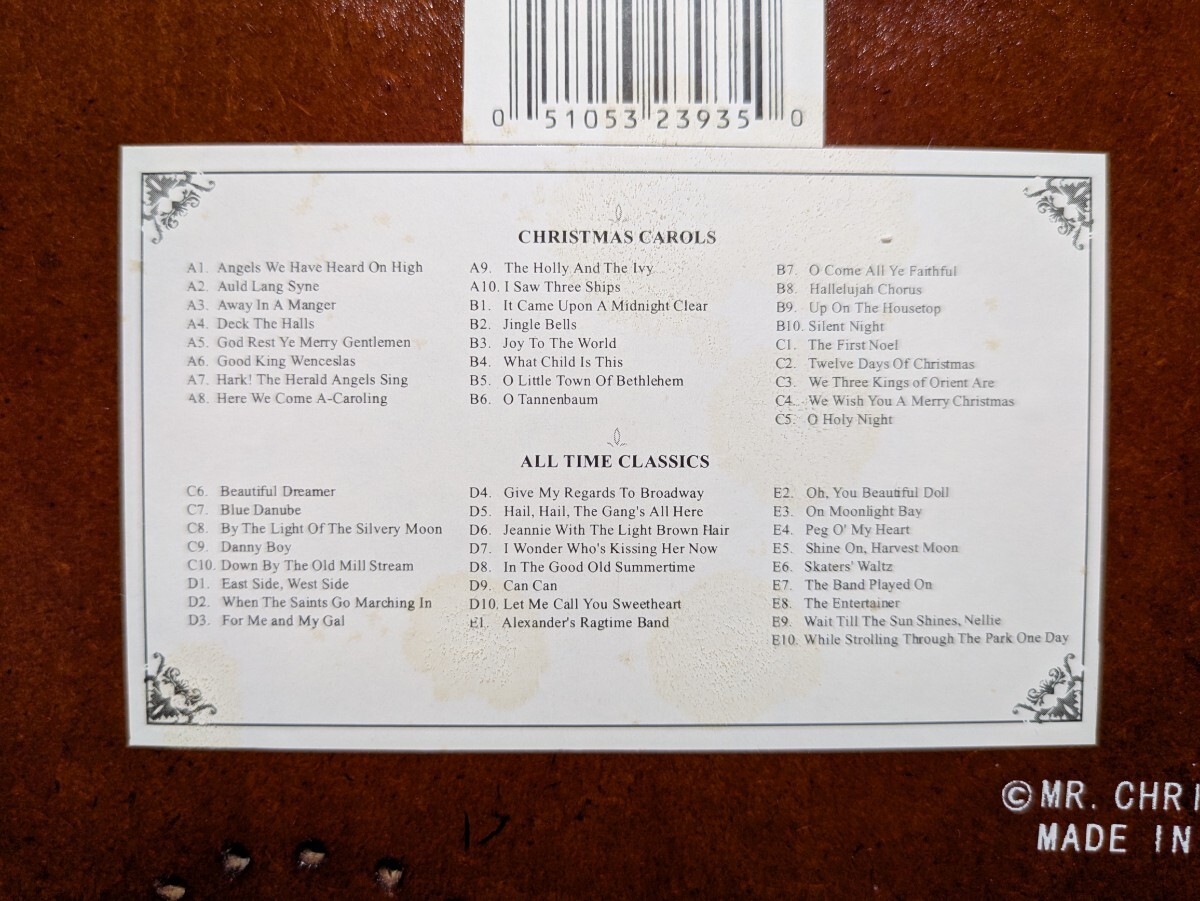 0 51053 23935 0
CHRISTMAS CAROLS
A1. Angels We Have Heard On High
A2. Auld Lang Syne
A3. Away In A Manger
A4. Deck The Halls
A5. God Rest Ye Merry Gentlemen
A6. Good King Wenceslas
A7. Hark! The Herald Angels Sing
A8. Here We Come A-Caroling
A9. The Holly And The Ivy
A10. I Saw Three Ships
B1. It Came Upon A Midnight Clear
B2. Jingle Bells
B3. Joy To The World
B4. What Child Is This
B5. O Little Town Of Bethlehem
B6. O Tannenbaum
B7. O Come All Ye Faithful
B8. Hallelujah Chorus
B9. Up On The Housetop
B10. Silent Night
C1. The First Noel
C2. Twelve Days Of Christmas
C3. We Three Kings of Orient Are
C4. We Wish You A Merry Christmas
C5. O Holy Night
ALL TIME CLASSICS
C6. Beautiful Dreamer
C7. Blue Danube
C8. By The Light Of The Silvery Moon
C9. Danny Boy
C10. Down By The Old Mill Stream
D1. East Side, West Side
D2. When The Saints Go Marching In
D3. For Me and My Gal
D4. Give My Regards To Broadway
D5. Hail, Hail, The Gang's All Here
D6. Jeannie With The Light Brown Hair
D7. I Wonder Who's Kissing Her Now
D8. In The Good Old Summertime
D9. Can Can
D10. Let Me Call You Sweetheart
E1. Alexander's Ragtime Band
E2. Oh, You Beautiful Doll
E3. On Moonlight Bay
E4. Peg O' My Heart
E5. Shine On, Harvest Moon
E6. Skaters' Waltz
E7. The Band Played On
E8. The Entertainer
E9. Wait Till The Sun Shines, Nellie
E10. While Strolling Through The Park One Day
©MR. CHRI
MADE IN